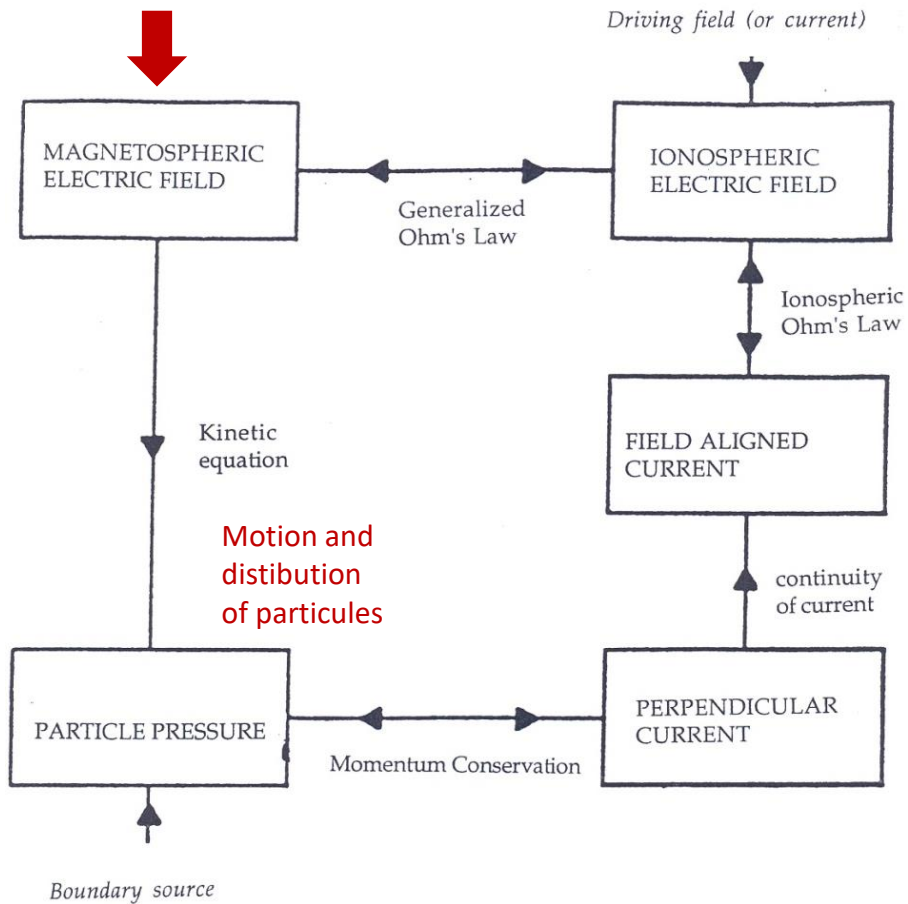 Driving field (or current)
MAGNETOSPHERIC
ELECTRIC FIELD
IONOSPHERIC
ELECTRIC FIELD
Generalized
Ohm's Law
Ionospheric
Ohm's Law
Kinetic
equation
FIELD ALIGNED
CURRENT
Motion and
distibution
of particules
continuity
of current
PARTICLE PRESSURE
PERPENDICULAR
CURRENT
Momentum Conservation
Boundary source